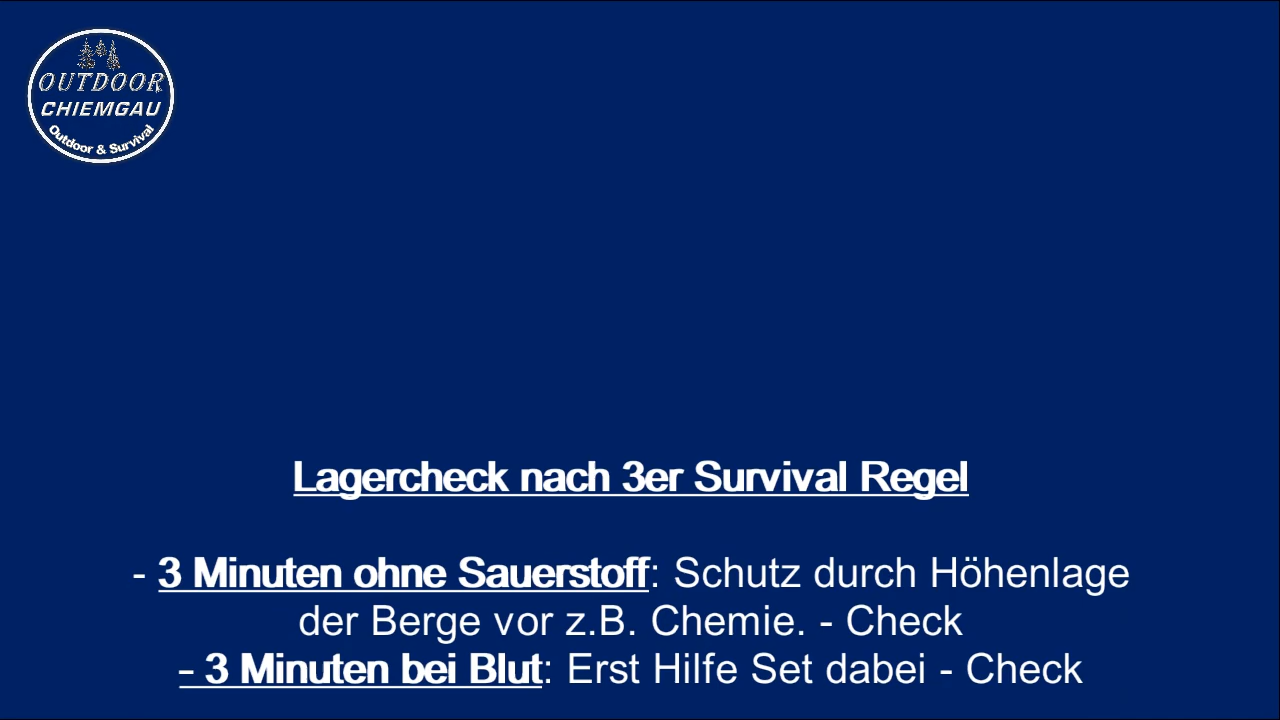 OUTDOOR
CHIEMGAU
Outdoor & Survival
Lagercheck nach 3er Survival Regel
- 3 Minuten ohne Sauerstoff: Schutz durch Höhenlage
der Berge vor z.B. Chemie. - Check
- 3 Minuten bei Blut: Erst Hilfe Set dabei - Check